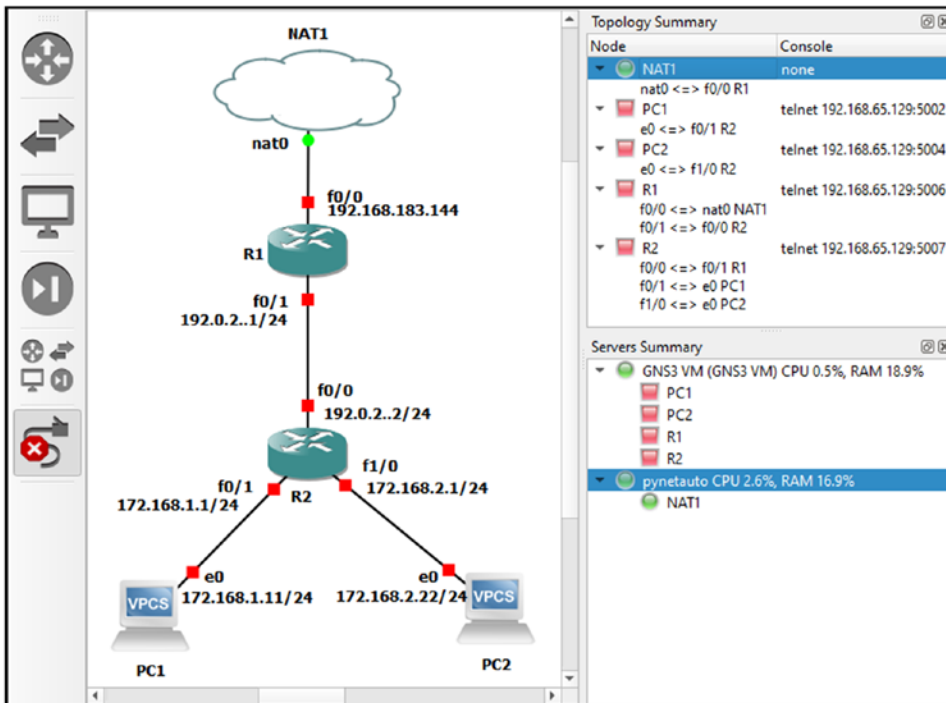 NAT1
nat0
f0/0
192.168.183.144
R1
f0/1
192.0.2..1/24
f0/0
192.0.2..2/24
f0/1
R2
f1/0
172.168.1.1/24
172.168.2.1/24
e0
172.168.1.11/24
e0
172.168.2.22/24
VPCS
VPCS
PC1
PC2
Topology Summary
Node Console
NAT1 none
nat0 <=> f0/0 R1
PC1 telnet 192.168.65.129:5002
e0 <=> f0/1 R2
PC2 telnet 192.168.65.129:5004
e0 <=> f1/0 R2
R1 telnet 192.168.65.129:5006
f0/0 <=> nat0 NAT1
f0/1 <=> f0/0 R2
R2 telnet 192.168.65.129:5007
f0/0 <=> f0/1 R1
f0/1 <=> e0 PC1
f1/0 <=> e0 PC2
Servers Summary
GNS3 VM (GNS3 VM) CPU 0.5%, RAM 18.9%
PC1
PC2
R1
R2
pynetauto CPU 2.6%, RAM 16.9%
NAT1